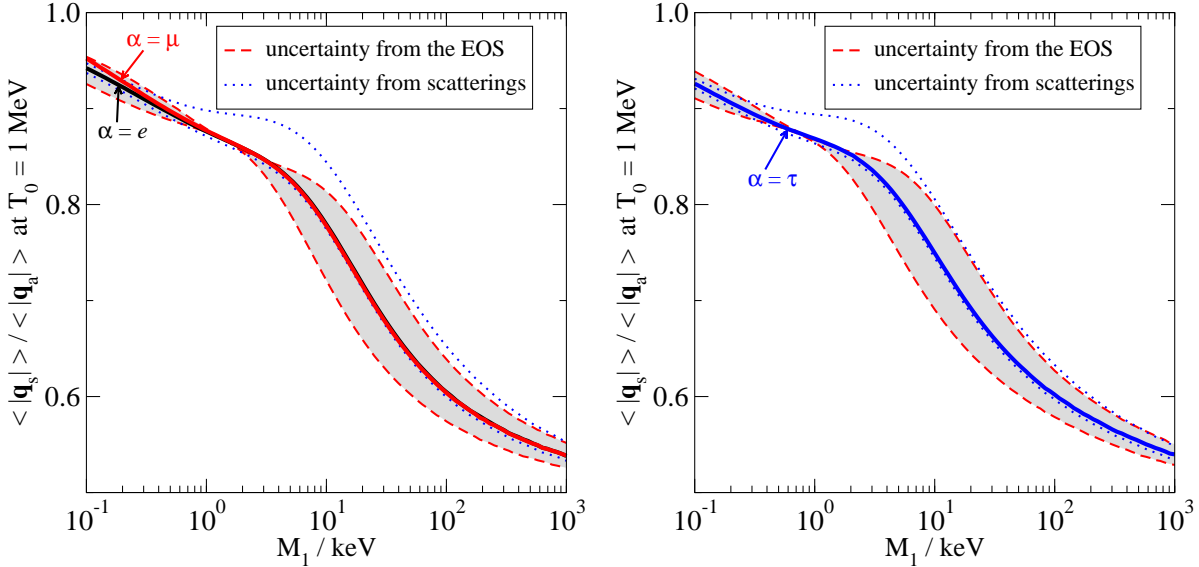 α = μ
uncertainty from the EOS
uncertainty from scatterings
α = e
1.0
0.8
0.6
< |q_s| > / < |q_a| > at T_0 = 1 MeV
10^-1 10^0 10^1 10^2 10^3
M_1 / keV
uncertainty from the EOS
uncertainty from scatterings
α = τ
1.0
0.8
0.6
< |q_s| > / < |q_a| > at T_0 = 1 MeV
10^-1 10^0 10^1 10^2 10^3
M_1 / keV